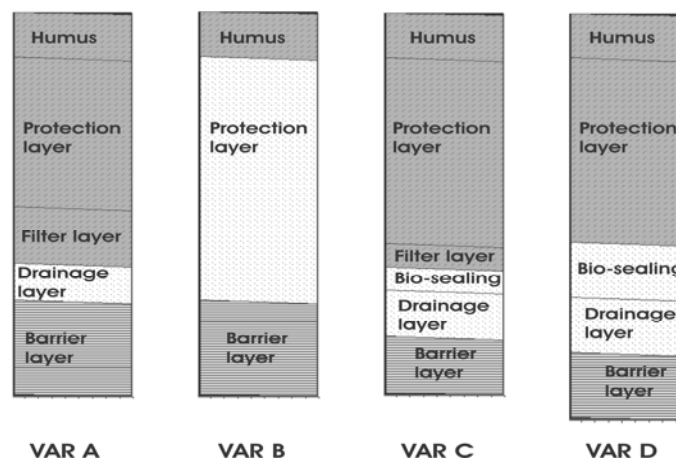 Humus
Protection
layer
Filter layer
Drainage
layer
Barrier
layer
VAR A
Humus
Protection
layer
Barrier
layer
VAR B
Humus
Protection
layer
Filter layer
Bio-sealing
Drainage
layer
Barrier
layer
VAR C
Humus
Protection
layer
Bio-sealing
Drainage
layer
Barrier
layer
VAR D